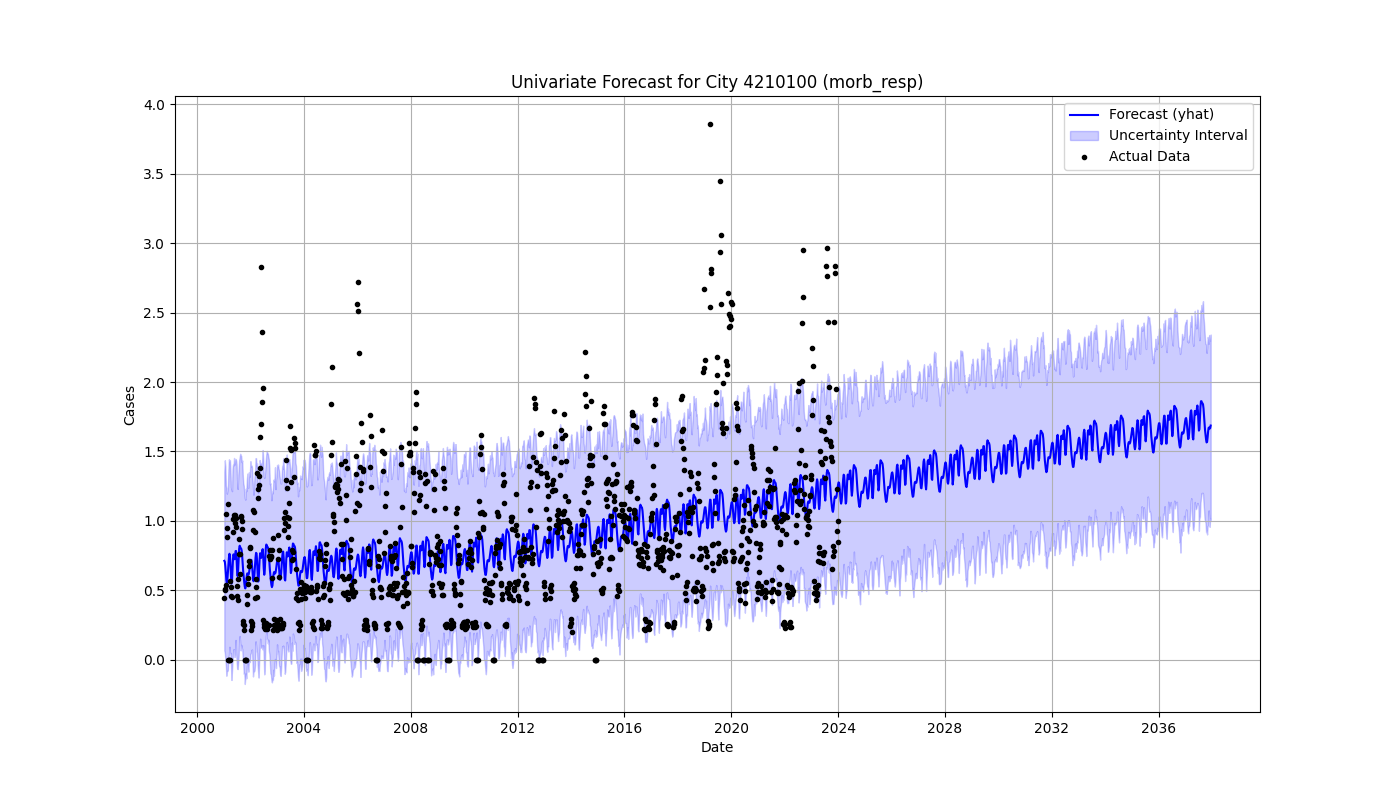 Univariate Forecast for City 4210100 (morb_resp)
Forecast (yhat)
Uncertainty Interval
Actual Data
Cases
4.0
3.5
3.0
2.5
2.0
1.5
1.0
0.5
0.0
2000 2004 2008 2012 2016 2020 2024 2028 2032 2036
Date